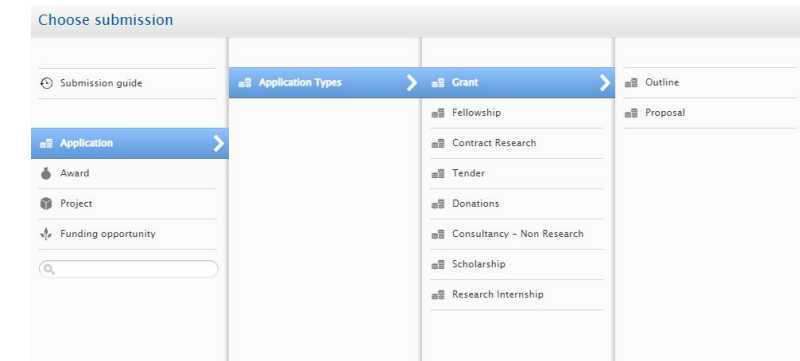 Choose submission
Submission guide
Application
Award
Project
Funding opportunity
Application Types
Grant
Fellowship
Contract Research
Tender
Donations
Consultancy - Non Research
Scholarship
Research Internship
Outline
Proposal